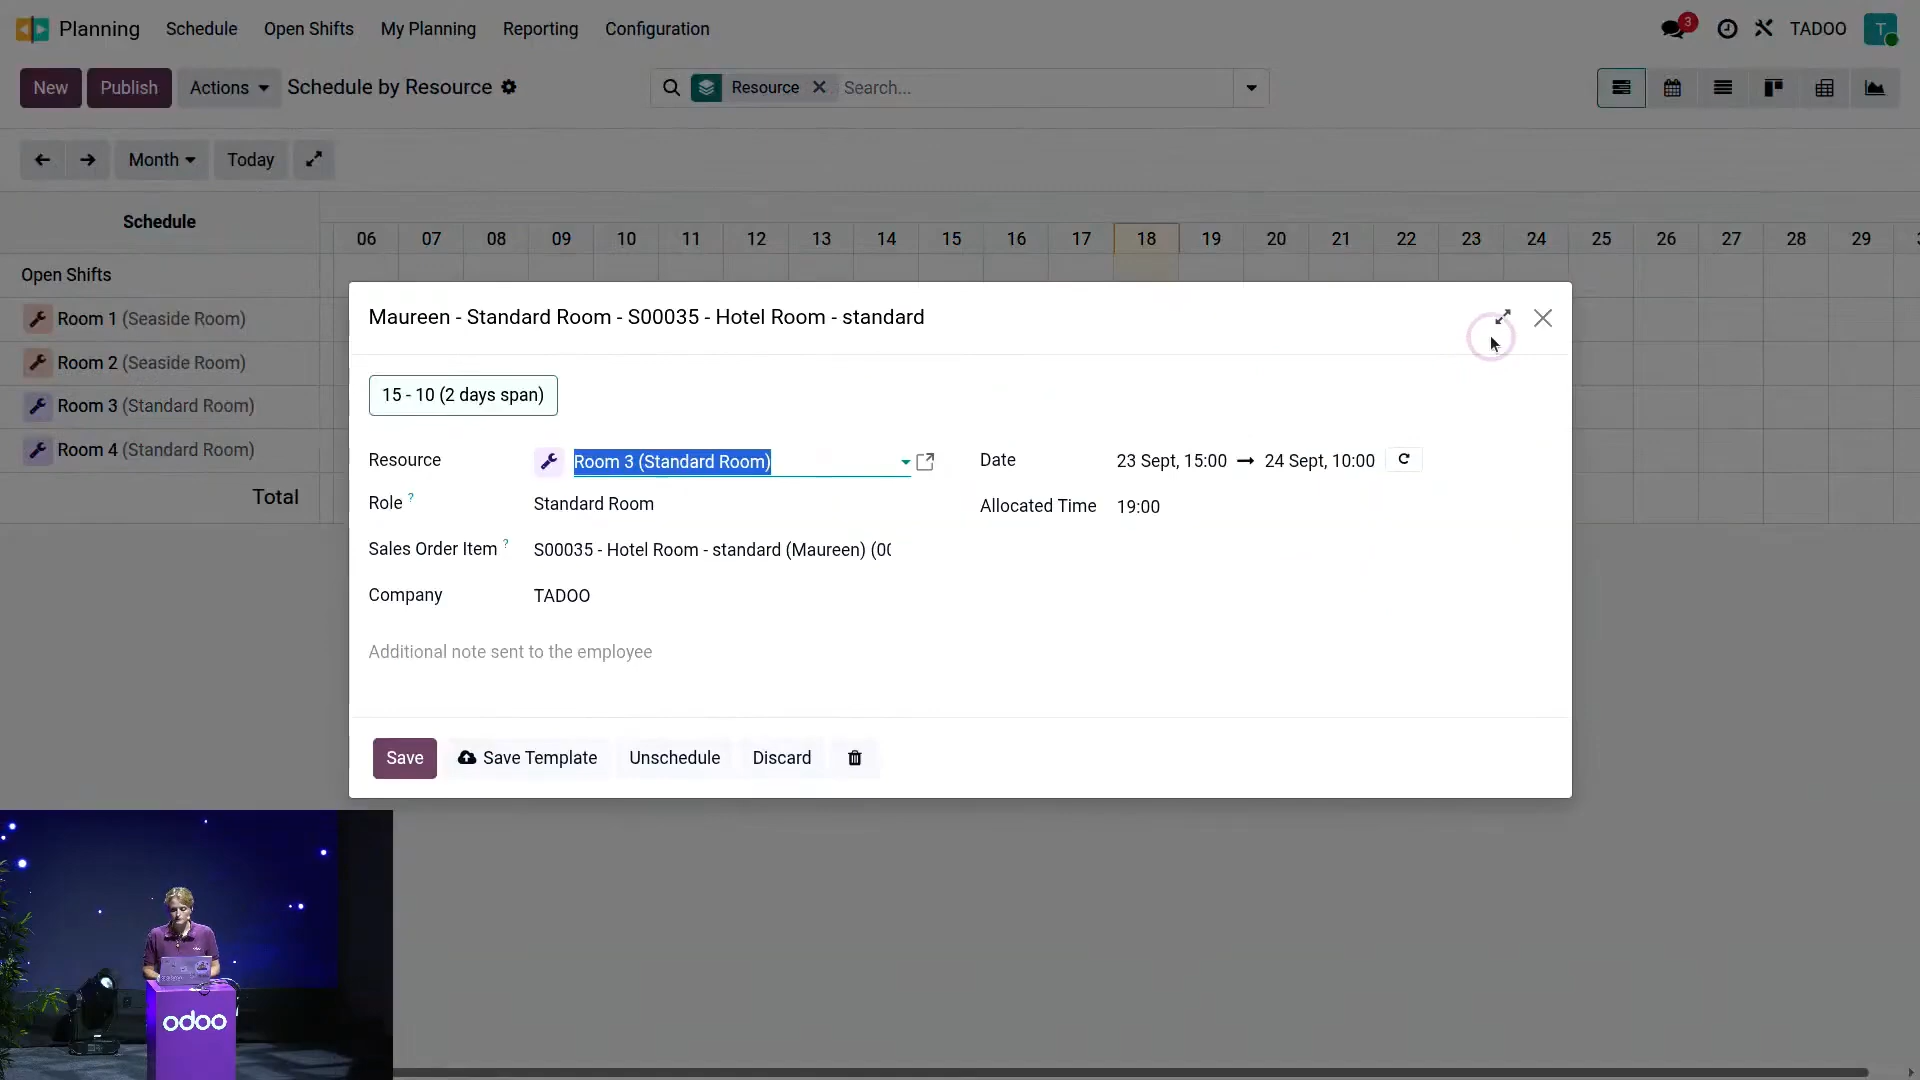 Planning Schedule Open Shifts My Planning Reporting Configuration 3 TADOO T
New Publish Actions Schedule by Resource Resource Search...
Month Today
Schedule
06 07 08 09 10 11 12 13 14 15 16 17 18 19 20 21 22 23 24 25 26 27 28 29
Open Shifts
Room 1 (Seaside Room)
Room 2 (Seaside Room)
Room 3 (Standard Room)
Room 4 (Standard Room)
Total
Maureen - Standard Room - S00035 - Hotel Room - standard
15 - 10 (2 days span)
Resource Room 3 (Standard Room)
Role ? Standard Room
Sales Order Item ? S00035 - Hotel Room - standard (Maureen) (00
Company TADOO
Date 23 Sept, 15:00 → 24 Sept, 10:00
Allocated Time 19:00
Additional note sent to the employee
Save Save Template Unschedule Discard
odoo